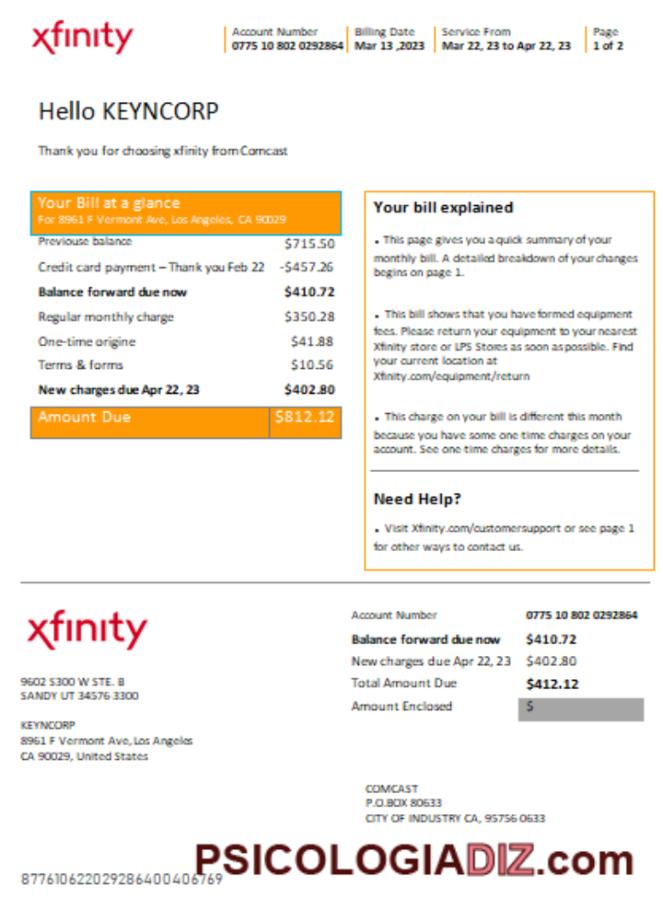 xfinity
Account Number
0775 10 802 0292864
Billing Date
Mar 13 ,2023
Service From
Mar 22, 23 to Apr 22, 23
Page
1 of 2
Hello KEYNCORP
Thank you for choosing xfinity from Comcast
Your Bill at a glance
For 8961 F Vermont Ave, Los Angeles, CA 90029
Previouse balance $715.50
Credit card payment – Thank you Feb 22 -$457.26
Balance forward due now $410.72
Regular monthly charge $350.28
One-time origine $41.88
Terms & forms $10.56
New charges due Apr 22, 23 $402.80
Amount Due $812.12
Your bill explained
• This page gives you a quick summary of your
monthly bill. A detailed breakdown of your changes
begins on page 1.
• This bill shows that you have formed equipment
fees. Please return your equipment to your nearest
Xfinity store or LPS Stores as soon as possible. Find
your current location at
Xfinity.com/equipment/return
• This charge on your bill is different this month
because you have some one time charges on your
account. See one time charges for more details.
Need Help?
• Visit Xfinity.com/customersupport or see page 1
for other ways to contact us.
xfinity
9602 S300 W STE. B
SANDY UT 34576 3300
KEYNCORP
8961 F Vermont Ave, Los Angeles
CA 90029, United States
Account Number 0775 10 802 0292864
Balance forward due now $410.72
New charges due Apr 22, 23 $402.80
Total Amount Due $412.12
Amount Enclosed $
COMCAST
P.O.BOX 80633
CITY OF INDUSTRY CA, 95756 0633
PSICOLOGIADIZ.com
877610622029286400406769